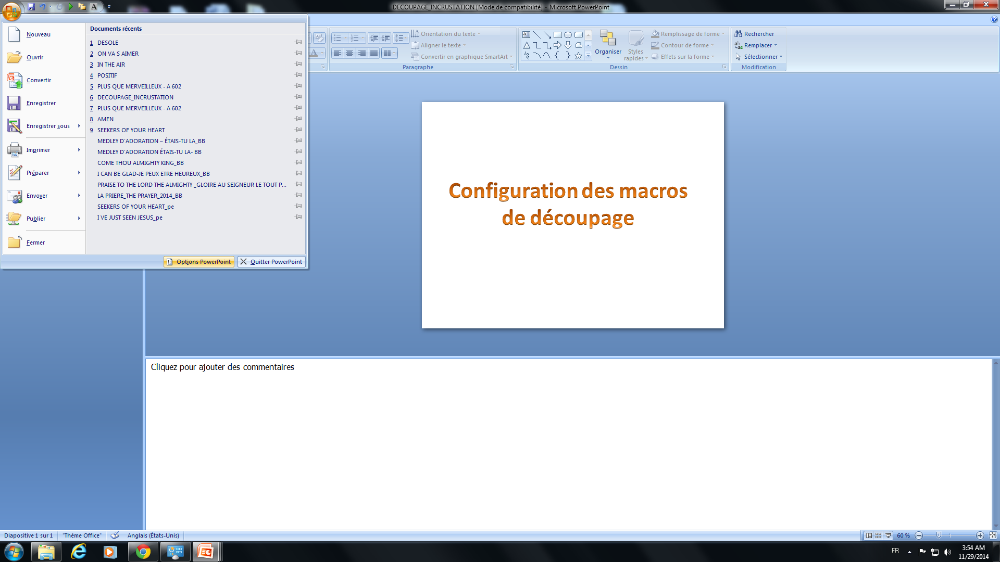 DECOUPAGE_INCRUSTATION [Mode de compatibilité] - Microsoft PowerPoint
Nouveau
Ouvrir
Convertir
Enregistrer
Enregistrer sous
Imprimer
Préparer
Envoyer
Publier
Fermer
Documents récents
1 DESOLE
2 ON VA S AIMER
3 IN THE AIR
4 POSITIF
5 PLUS QUE MERVEILLEUX - A 602
6 DECOUPAGE_INCRUSTATION
7 PLUS QUE MERVEILLEUX - A 602
8 AMEN
9 SEEKERS OF YOUR HEART
MEDLEY D'ADORATION – ÉTAIS-TU LA_BB
MEDLEY D'ADORATION ÉTAIS-TU LA- BB
COME THOU ALMIGHTY KING_BB
I CAN BE GLAD-JE PEUX ETRE HEUREUX_BB
PRAISE TO THE LORD THE ALMIGHTY _GLOIRE AU SEIGNEUR LE TOUT P...
LA PRIERE_THE PRAYER_2014_BB
SEEKERS OF YOUR HEART_pe
I VE JUST SEEN JESUS_pe
Options PowerPoint
Quitter PowerPoint
Orientation du texte
Aligner le texte
Convertir en graphique SmartArt
Paragraphe
Organiser
Styles
rapides
Remplissage de forme
Contour de forme
Effets sur la forme
Dessin
Rechercher
Remplacer
Sélectionner
Modification
Configuration des macros
de découpage
Cliquez pour ajouter des commentaires
Diapositive 1 sur 1
"Thème Office"
Anglais (États-Unis)
60 %
FR
3:54 AM
11/29/2014